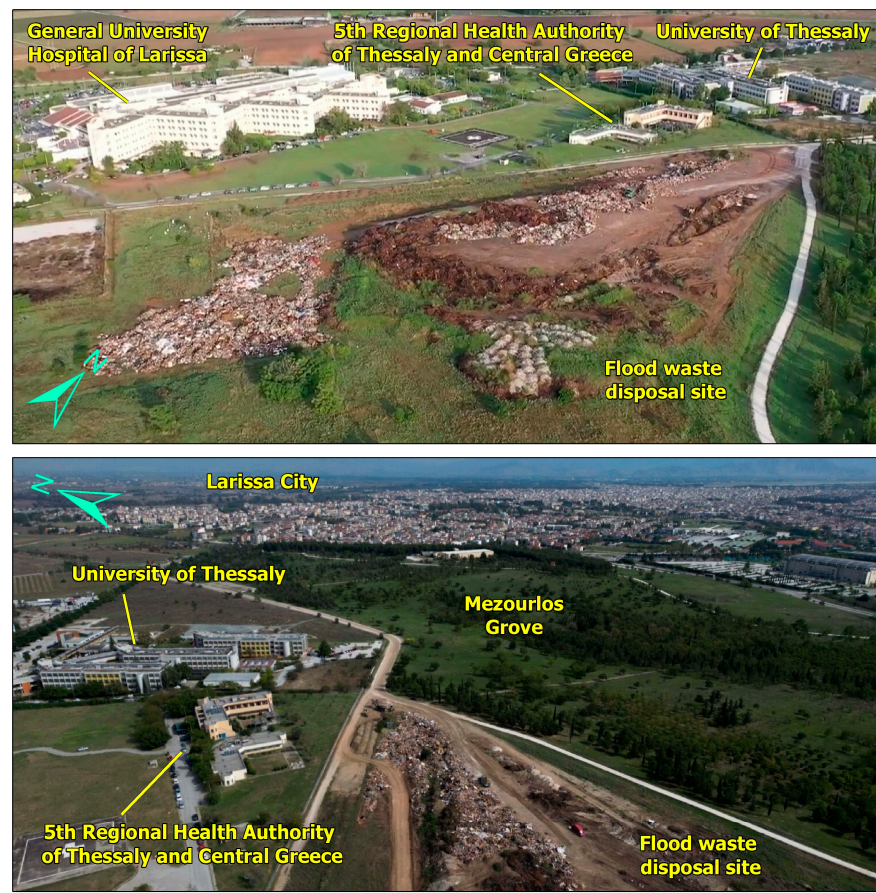 General University
Hospital of Larissa
5th Regional Health Authority
of Thessaly and Central Greece
University of Thessaly
Flood waste
disposal site
N
N
Larissa City
University of Thessaly
Mezourlos
Grove
5th Regional Health Authority
of Thessaly and Central Greece
Flood waste
disposal site